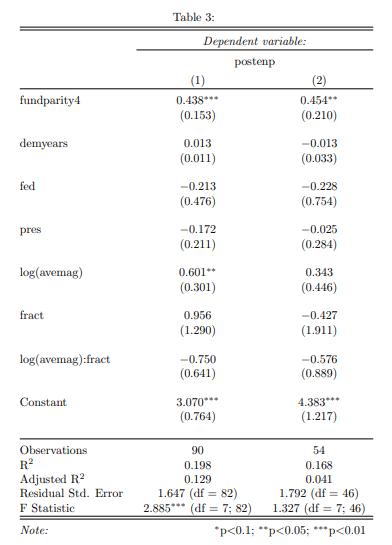 Table 3:
Dependent variable:
postenp
(1) (2)
fundparity4 0.438*** 0.454**
(0.153) (0.210)
demyears 0.013 −0.013
(0.011) (0.033)
fed −0.213 −0.228
(0.476) (0.754)
pres −0.172 −0.025
(0.211) (0.284)
log(avemag) 0.601** 0.343
(0.301) (0.446)
fract 0.956 −0.427
(1.290) (1.911)
log(avemag):fract −0.750 −0.576
(0.641) (0.889)
Constant 3.070*** 4.383***
(0.764) (1.217)
Observations 90 54
R2 0.198 0.168
Adjusted R2 0.129 0.041
Residual Std. Error 1.647 (df = 82) 1.792 (df = 46)
F Statistic 2.885*** (df = 7; 82) 1.327 (df = 7; 46)
Note: *p<0.1; **p<0.05; ***p<0.01